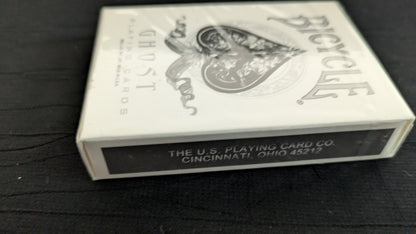 BICYCLE
GHOST
PLAYING CARDS
THE U.S. PLAYING CARD CO.
CINCINNATI, OHIO 45212